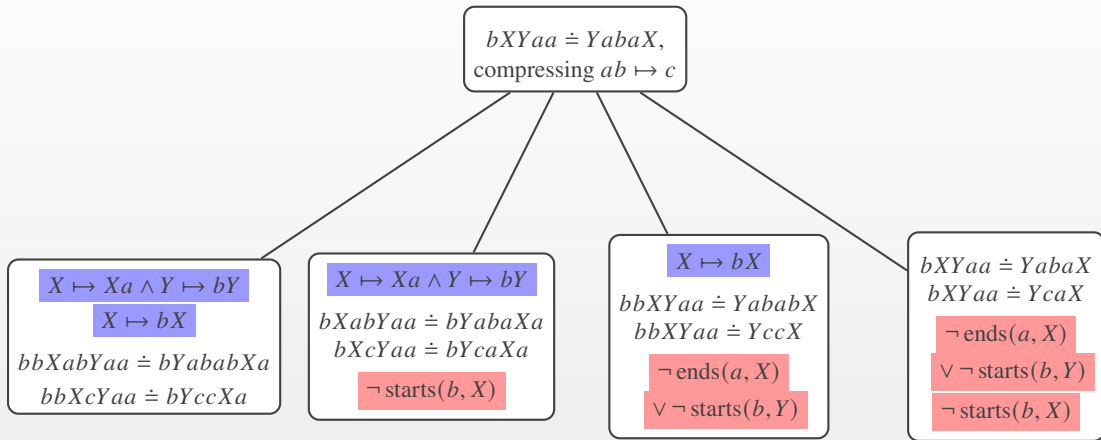 bXYaa ≐ YabaX,
compressing ab ↦ c
X ↦ Xa ∧ Y ↦ bY
X ↦ bX
bbXabYaa ≐ bYababXa
bbXcYaa ≐ bYccXa
X ↦ Xa ∧ Y ↦ bY
bXabYaa ≐ bYabaXa
bXcYaa ≐ bYcaXa
¬ starts(b, X)
X ↦ bX
bbXYaa ≐ YababX
bbXYaa ≐ YccX
¬ ends(a, X)
∨ ¬ starts(b, Y)
bXYaa ≐ YabaX
bXYaa ≐ YcaX
¬ ends(a, X)
∨ ¬ starts(b, Y)
¬ starts(b, X)